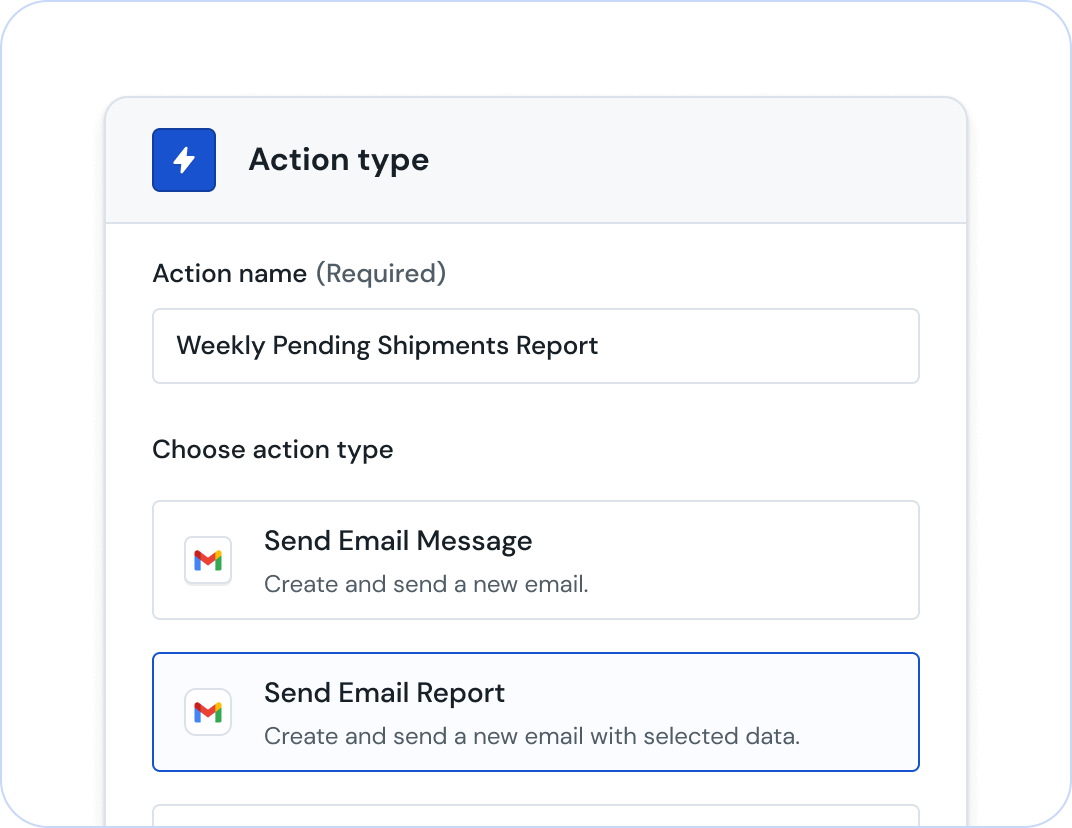 Action type
Action name (Required)
Weekly Pending Shipments Report
Choose action type
Send Email Message
Create and send a new email.
Send Email Report
Create and send a new email with selected data.